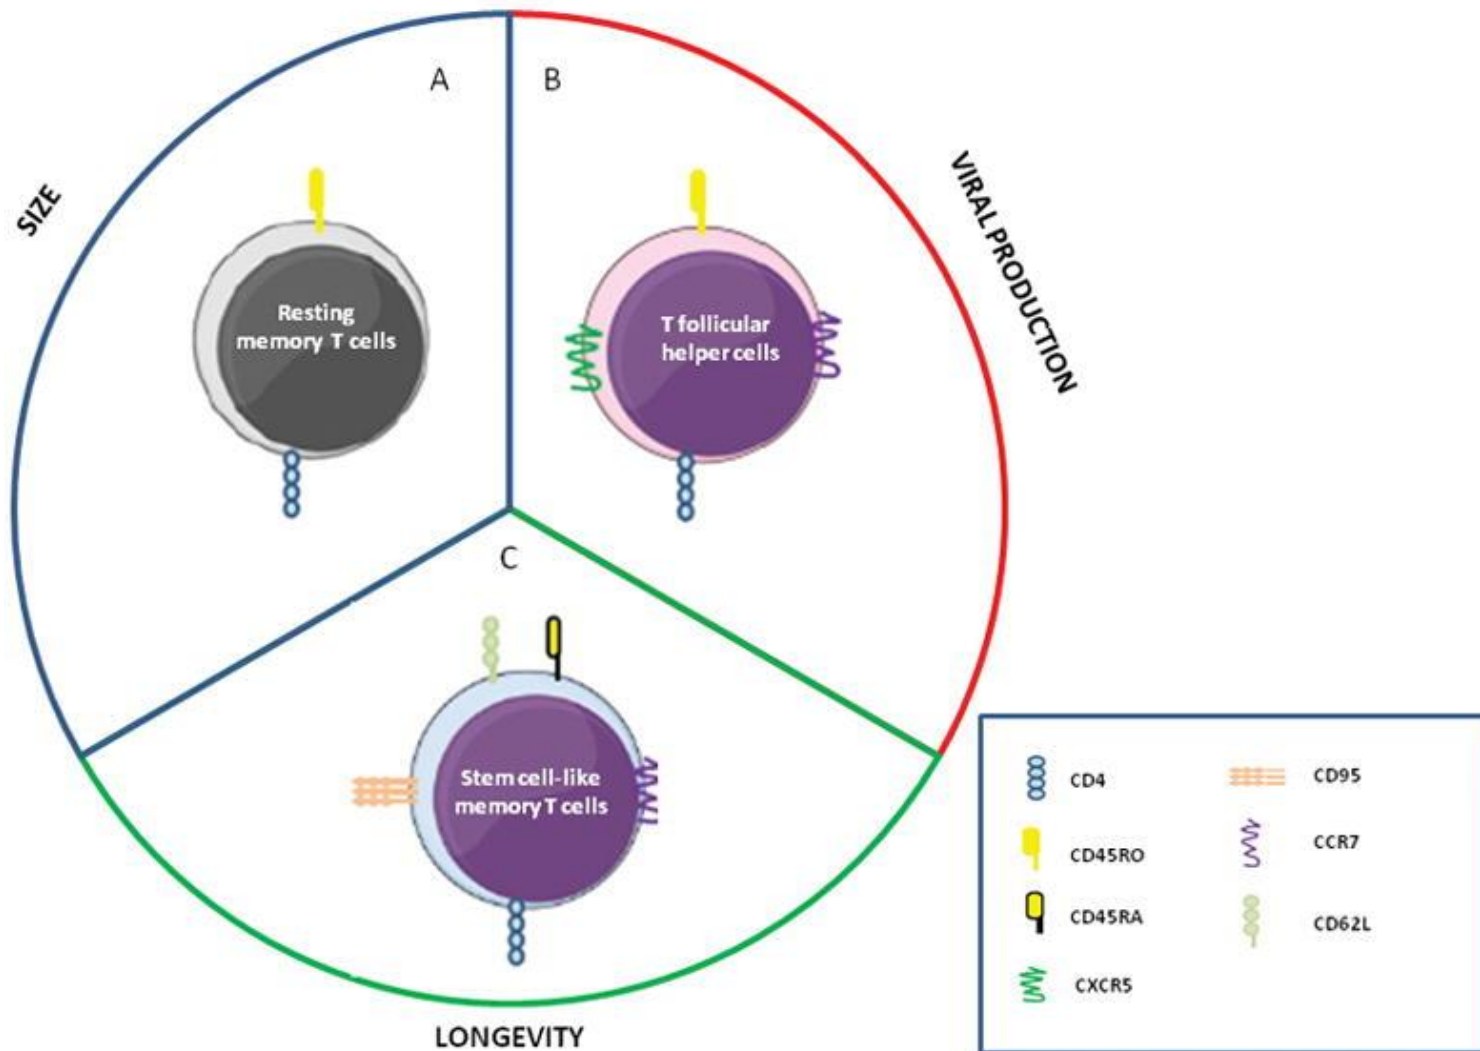 A
B
SIZE
VIRAL PRODUCTION
Resting
memory T cells
T follicular
helper cells
C
Stem cell-like
memory T cells
LONGEVITY
CD4
CD45RO
CD45RA
CXCR5
CD95
CCR7
CD62L